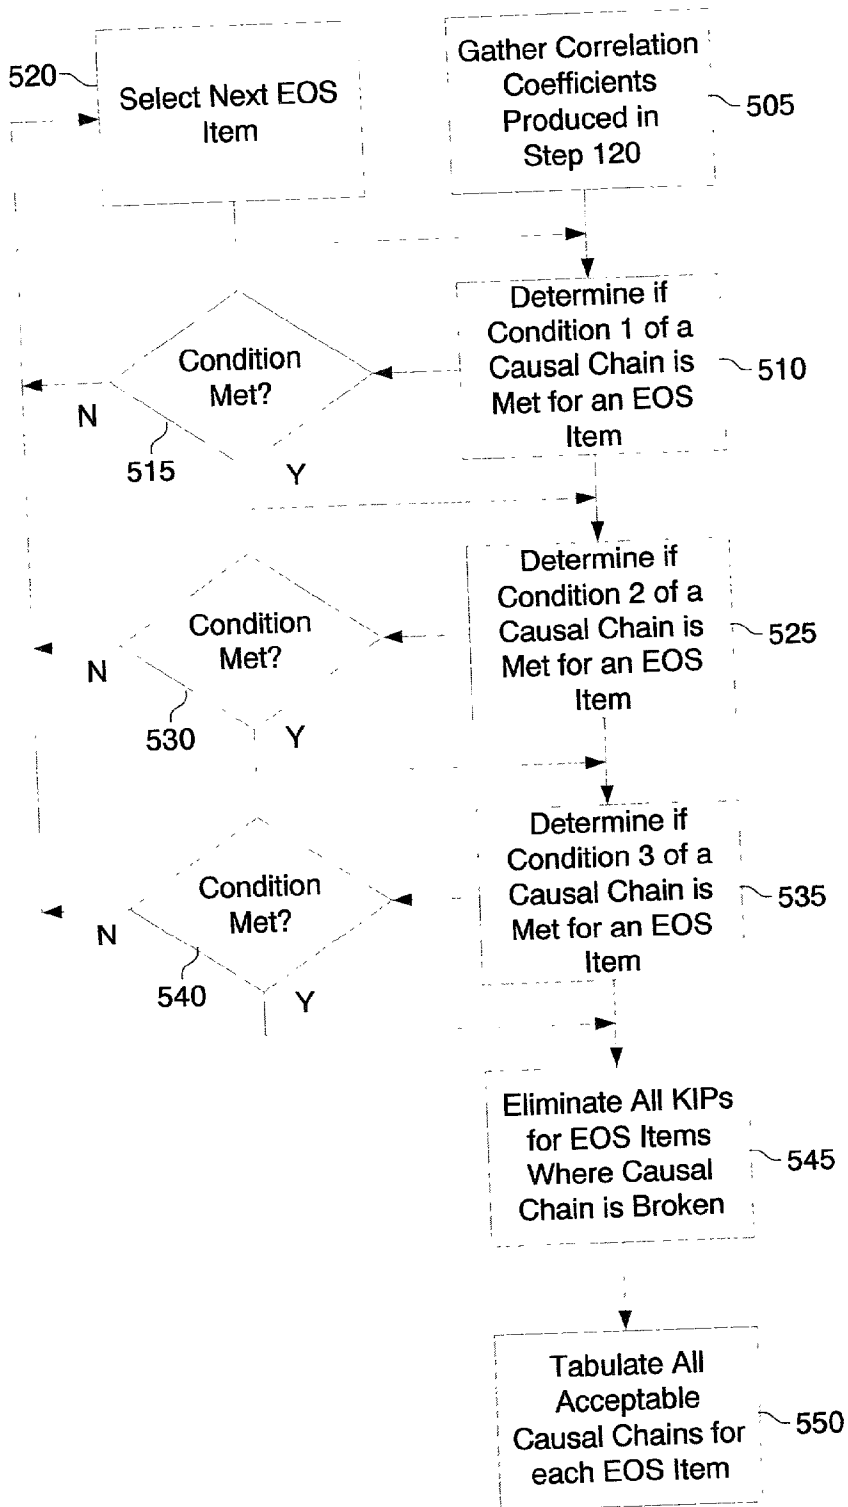 520
Select Next EOS
Item
Gather Correlation
Coefficients
Produced in
Step 120
505
Condition
Met?
N
515
Y
Determine if
Condition 1 of a
Causal Chain is
Met for an EOS
Item
510
Condition
Met?
N
530
Y
Determine if
Condition 2 of a
Causal Chain is
Met for an EOS
Item
525
Condition
Met?
N
540
Y
Determine if
Condition 3 of a
Causal Chain is
Met for an EOS
Item
535
Eliminate All KIPs
for EOS Items
Where Causal
Chain is Broken
545
Tabulate All
Acceptable
Causal Chains for
each EOS Item
550